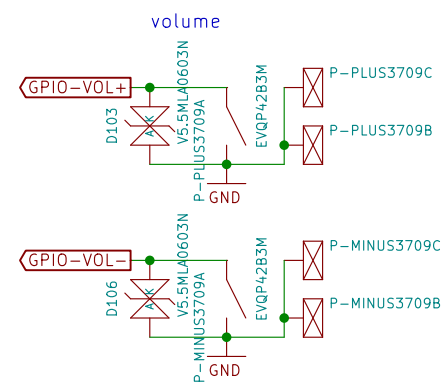 volume
GPIO-VOL+
D103
A K
V5.5MLA0603N
P-PLUS3709A
EVQP42B3M
P-PLUS3709C
P-PLUS3709B
GND
GPIO-VOL-
D106
A K
V5.5MLA0603N
P-MINUS3709A
EVQP42B3M
P-MINUS3709C
P-MINUS3709B
GND